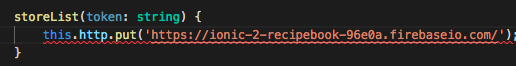 storeList(token: string) {
this.http.put('https://ionic-2-recipebook-96e0a.firebaseio.com/');
}